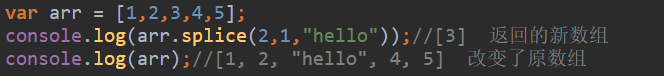 var arr = [1,2,3,4,5];
console.log(arr.splice(2,1,"hello"));//[3]  返回的新数组
console.log(arr);//[1, 2, "hello", 4, 5]  改变了原数组